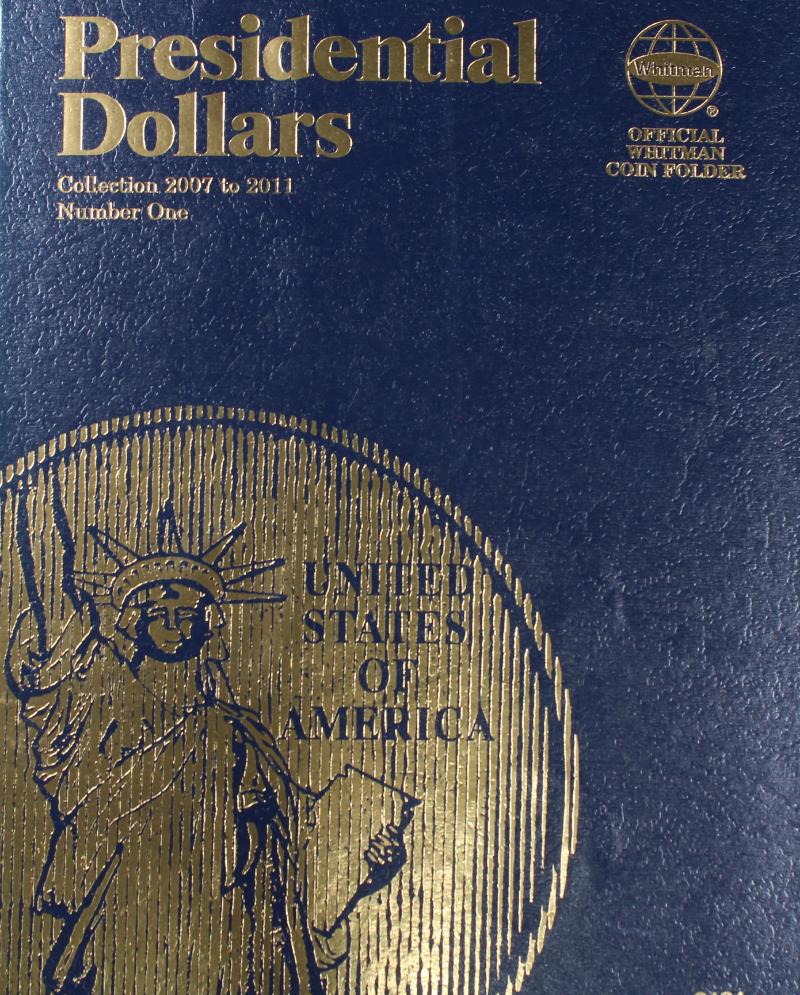 Presidential
Dollars
Collection 2007 to 2011
Number One
Whitman
®
OFFICIAL
WHITMAN
COIN FOLDER
UNITED
STATES
OF
AMERICA